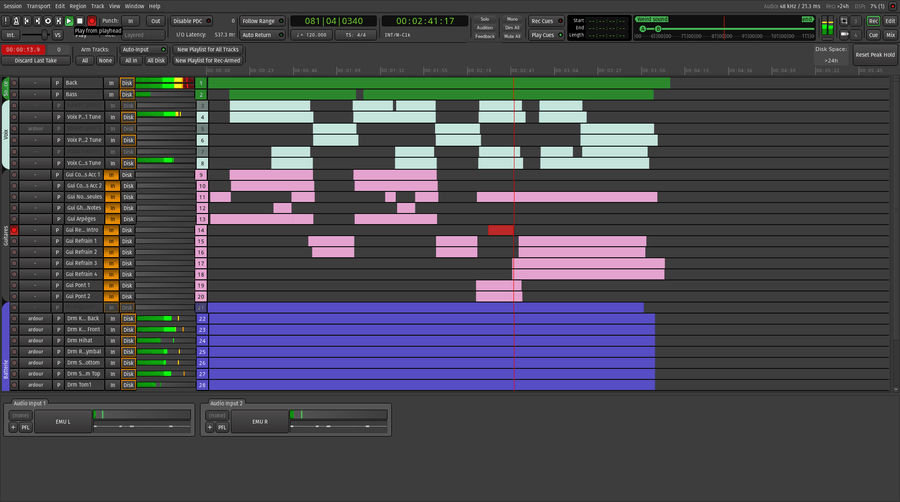 Session Transport Edit Region Track View Window Help
Audio: 48 kHz / 21.3 ms Rec: >24h DSP: 7% (1)
Punch: In Out Disable PDC 0 Follow Range 081|04|0340 00:02:41:17
Solo Mono Rec Cues Start --:--:--:-- Weird sound Rec Edit
Play from playhead
Int. VS Layered Latency 537.3 ms Auto Return ♩ = 120.000 TS: 4/4 INT/M-Clk
Audition Dim All Play Cues End --:--:--:-- Cue Mix
Feedback Mute All Length --:--:--:--
00:00:13.9 0 Arm Tracks: Auto-Input New Playlist for All Tracks Disk Space: Reset Peak Hold
Discard Last Take All None All In All Disk New Playlist for Rec-Armed >24h
- P Back In Disk 1
- P Bass In Disk 2
3
- P Voix P...1 Tune In Disk 4
ardour P In Disk 5
- P Voix P...2 Tune In Disk 6
Voix
7
- P Voix C...s Tune In Disk 8
- P Gui Co...s Acc 1 In Disk 9
- P Gui Co...s Acc 2 In Disk 10
- P Gui No...seules In Disk 11
- P Gui Gh...Notes In Disk 12
- P Gui Arpèges In Disk 13
Guitares
- P Gui Re... Intro In Disk 14
- P Gui Refrain 1 In Disk 15
- P Gui Refrain 2 In Disk 16
- P Gui Refrain 3 In Disk 17
- P Gui Refrain 4 In Disk 18
- P Gui Pont 1 In Disk 19
- P Gui Pont 2 In Disk 20
21
ardour P Drm K... Back In Disk 22
ardour P Drm K... Front In Disk 23
ardour P Drm Hihat In Disk 24
ardour P Drm R...ymbal In Disk 25
ardour P Drm S...ottom In Disk 26
Batterie
ardour P Drm S...m Top In Disk 27
ardour P Drm Tom1 In Disk 28
Audio Input 1 Audio Input 2
(none) EMU L (none) EMU R
+ PFL + PFL